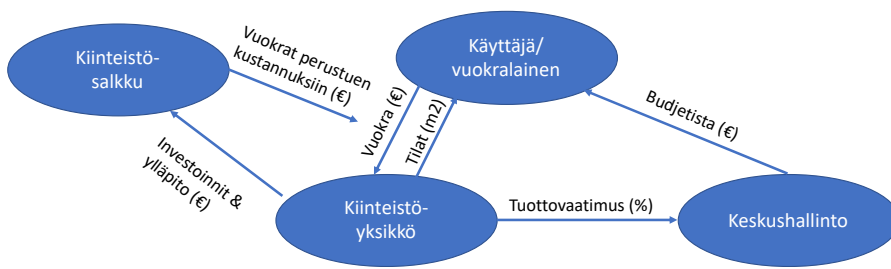 Kiinteistö-
salkku
Vuokrat perustuen
kustannuksiin (€)
Käyttäjä/
vuokralainen
Vuokra (€)
Tilat (m2)
Budjetista (€)
Investoinnit &
ylläpito (€)
Kiinteistö-
yksikkö
Tuottovaatimus (%)
Keskushallinto